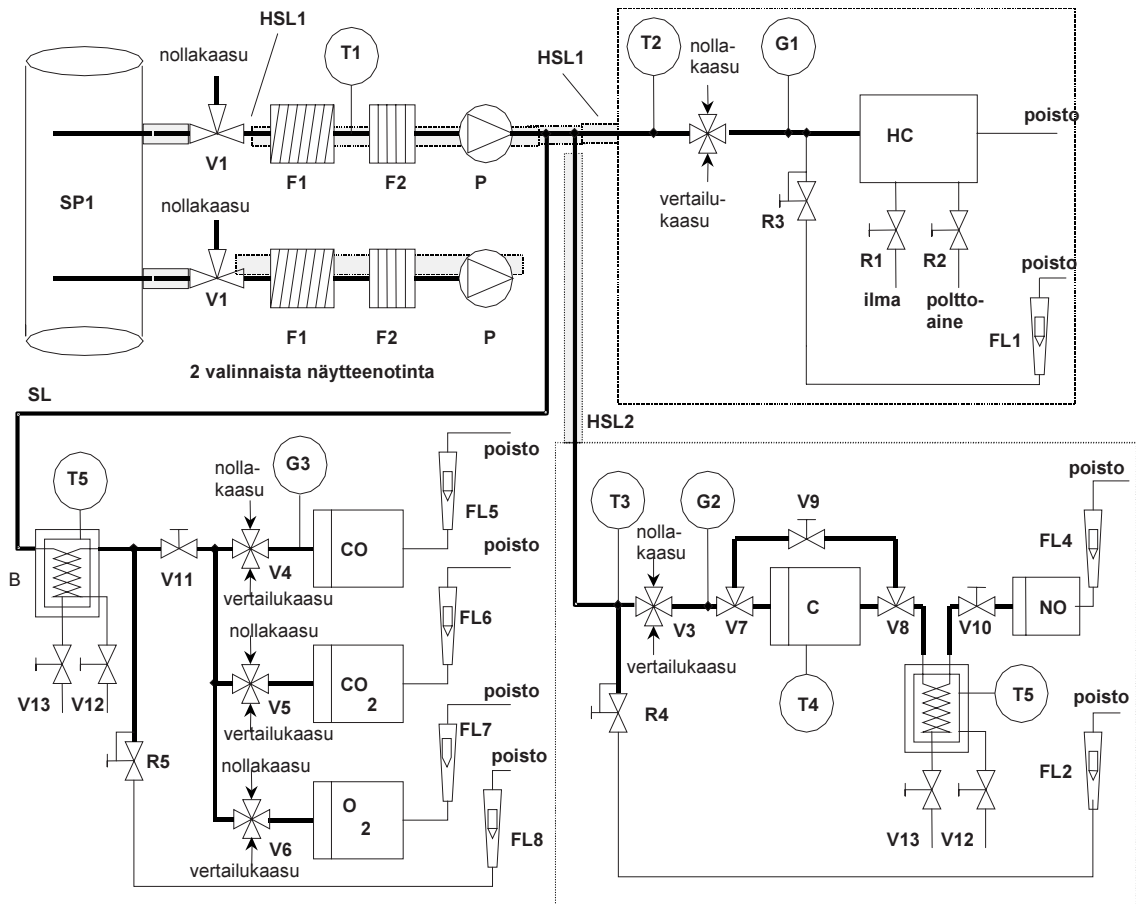 HSL1
nollakaasu
T1
V1
F1
F2
P
SP1
nollakaasu
V1
F1
F2
P
2 valinnaista näytteenotinta
HSL1
T2
nolla-
kaasu
G1
vertailu-
kaasu
HC
poisto
R3
R1
R2
ilma
poltto-
aine
poisto
FL1
SL
HSL2
T5
B
V13
V12
V11
R5
nolla-
kaasu
G3
V4
vertailukaasu
CO
poisto
FL5
nollakaasu
V5
vertailukaasu
CO
2
poisto
FL6
nollakaasu
V6
vertailukaasu
O
2
poisto
FL7
poisto
FL8
T3
nolla-
kaasu
G2
V3
vertailukaasu
V7
V9
C
T4
V8
V10
NO
poisto
FL4
T5
V13
V12
R4
poisto
FL2